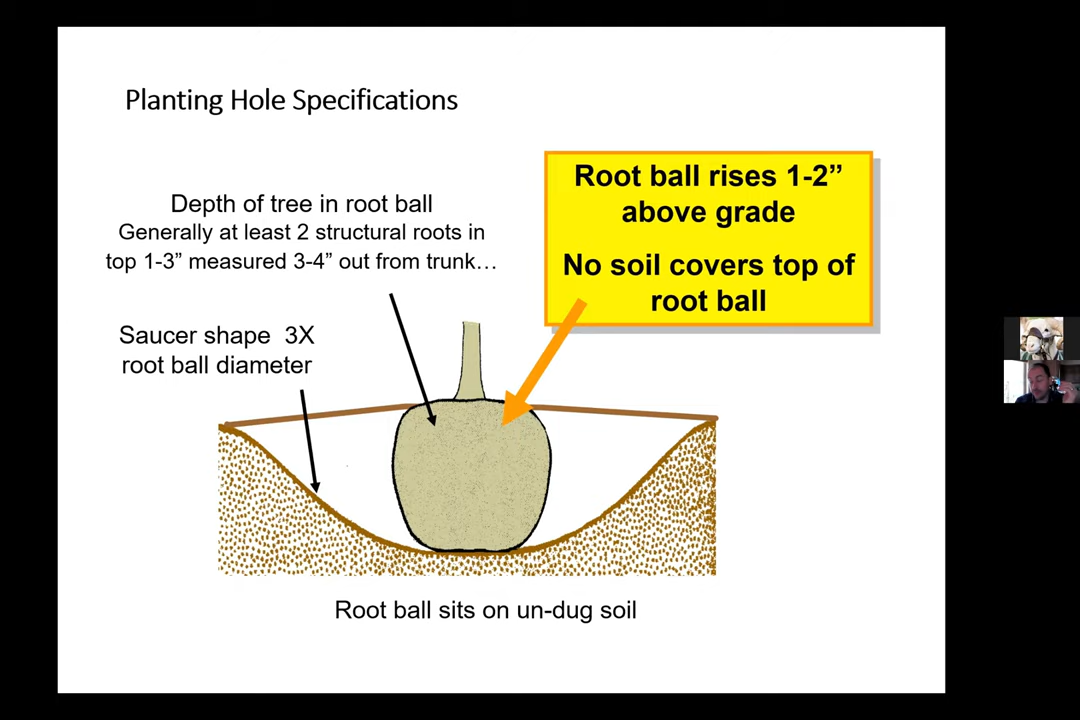 Planting Hole Specifications
Root ball rises 1-2”
above grade
No soil covers top of
root ball
Depth of tree in root ball
Generally at least 2 structural roots in
top 1-3” measured 3-4” out from trunk…
Saucer shape 3X
root ball diameter
Root ball sits on un-dug soil